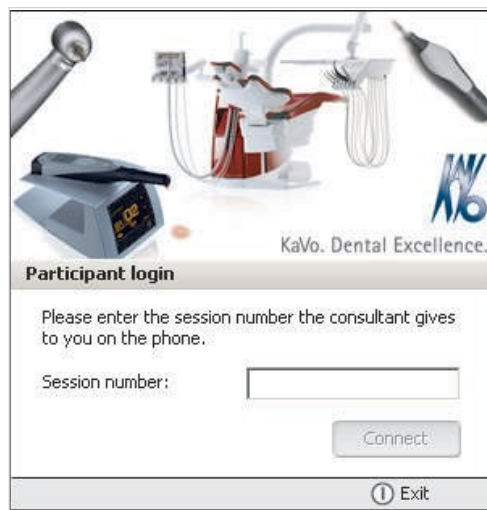 KaVo
KaVo. Dental Excellence.
Participant login
Please enter the session number the consultant gives
to you on the phone.
Session number:
Connect
Exit